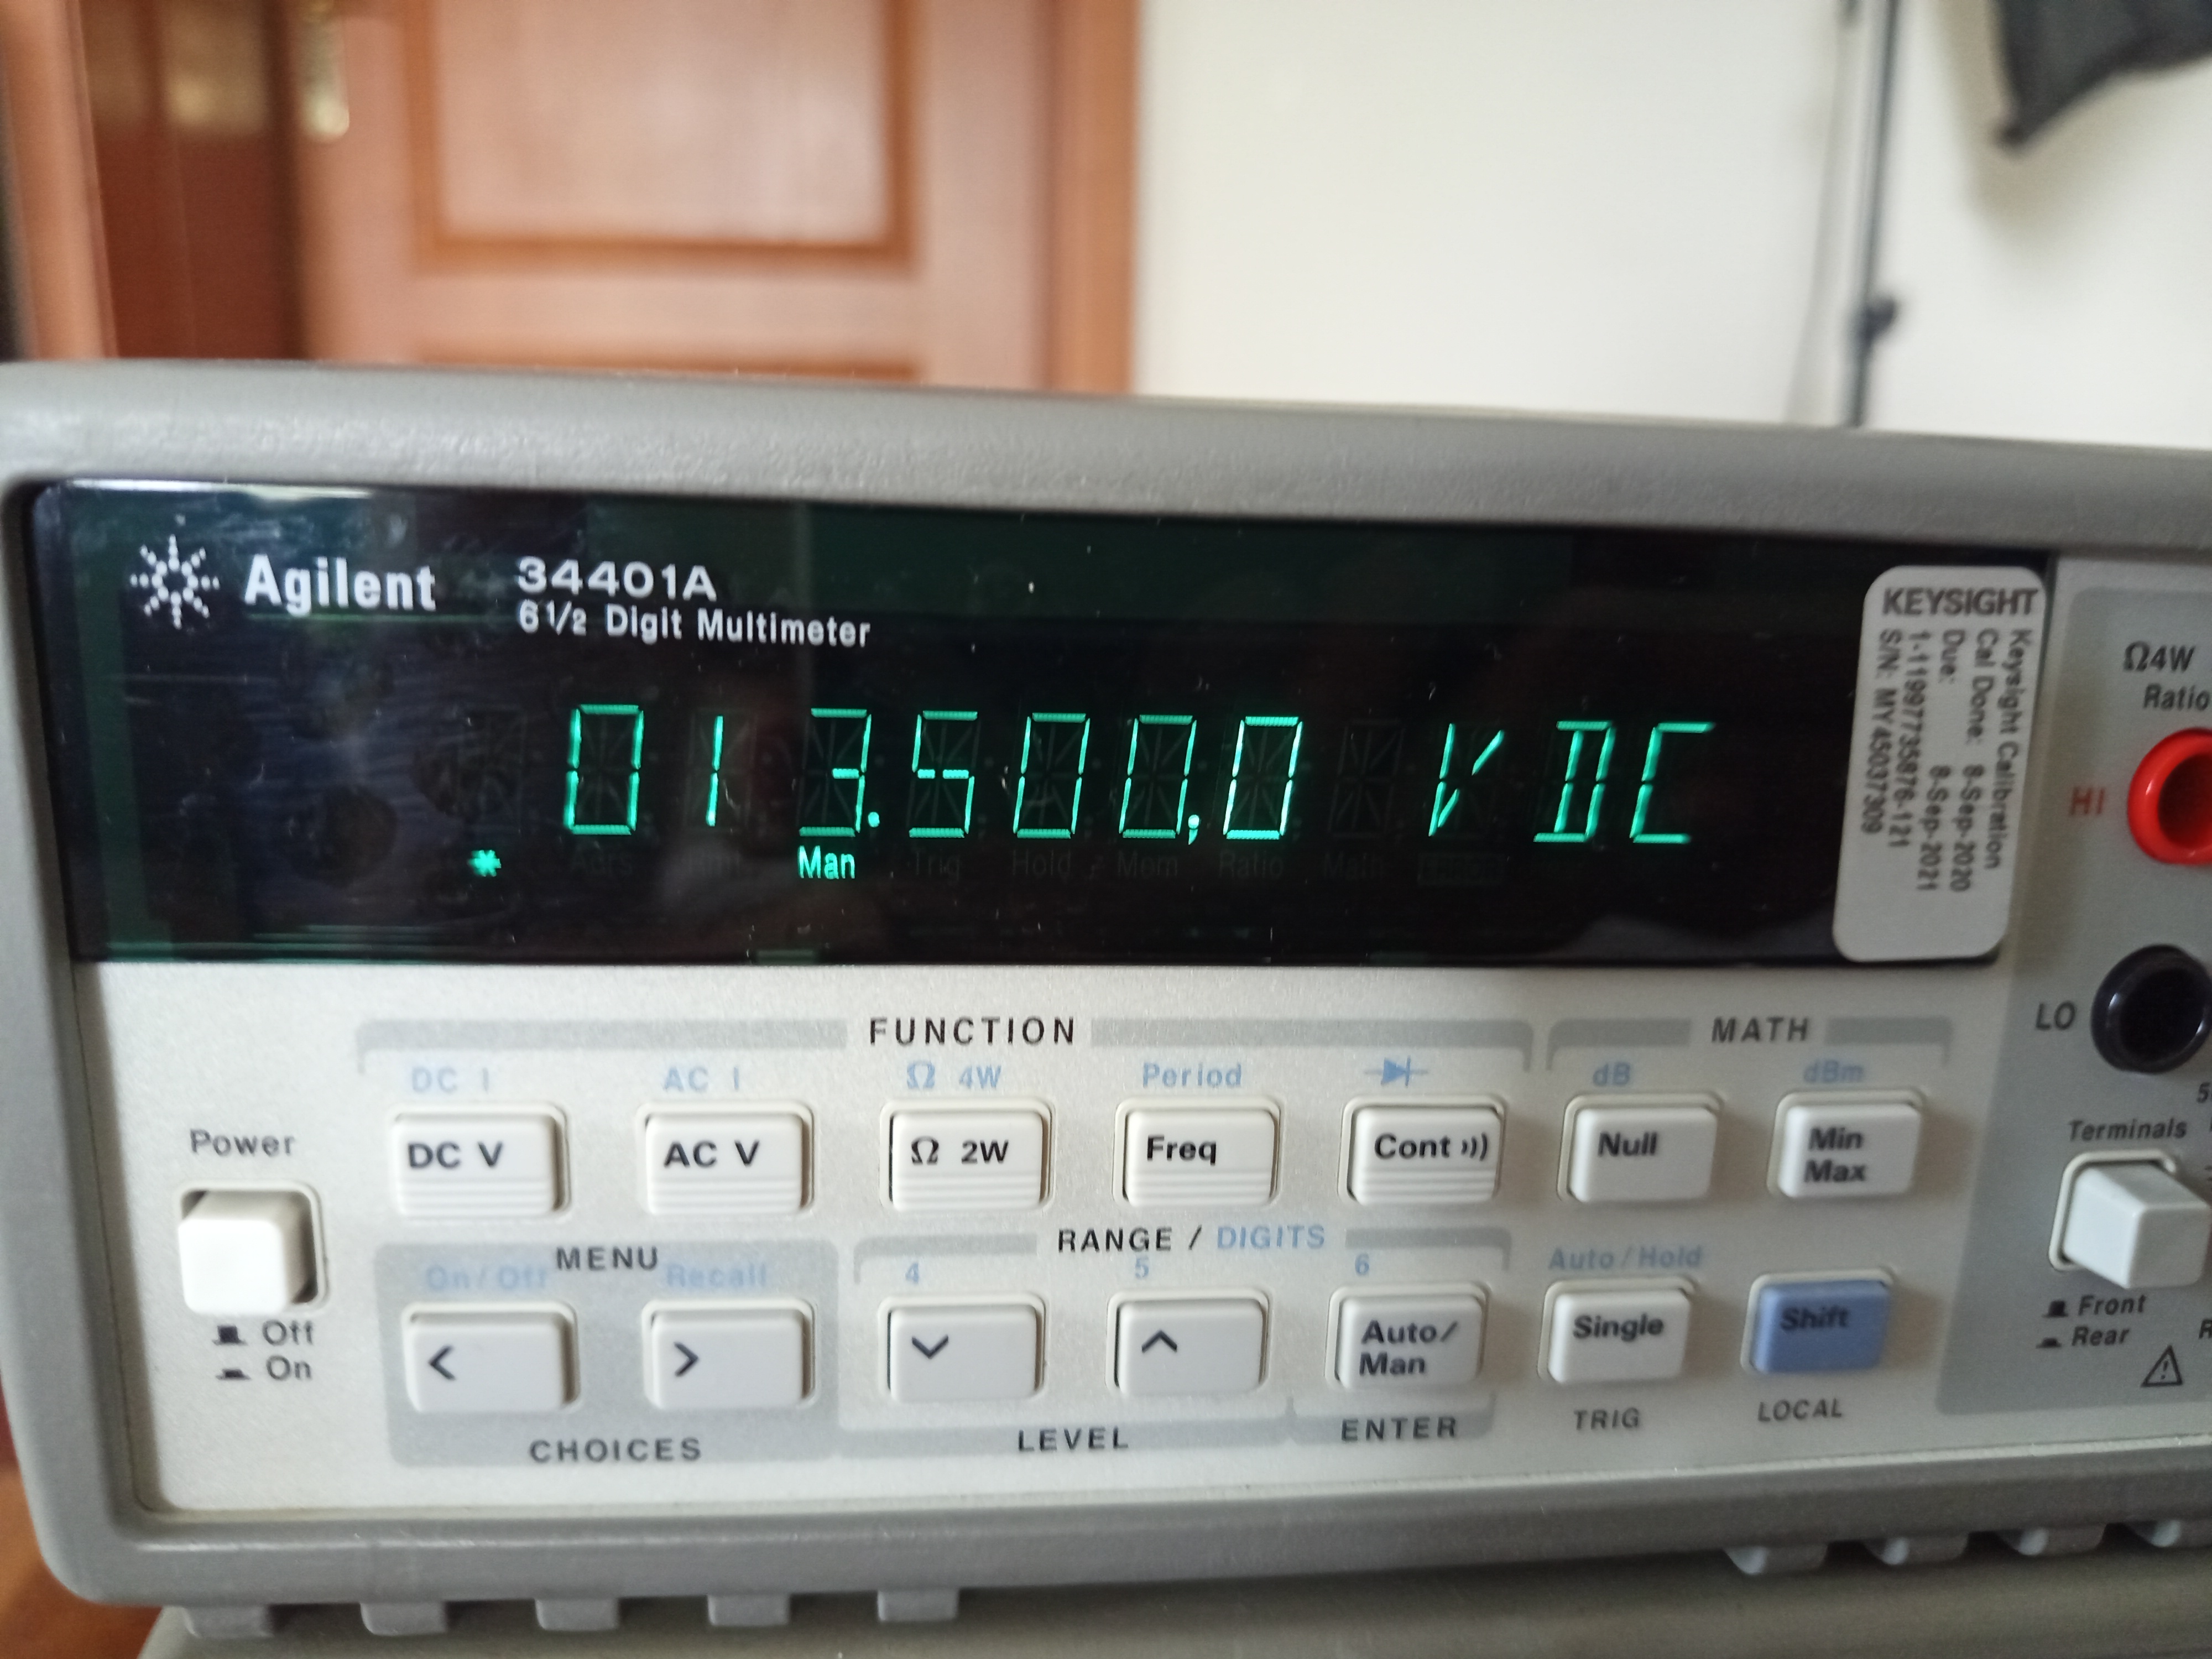 Agilent
34401A
6½ Digit Multimeter
013.500,0 VDC
* Man
KEYSIGHT
Keysight Calibration
Cal Done: 8-Sep-2020
Due: 8-Sep-2021
1-11997735876-121
S/N: MY45037309
Ω4W
Ratio
HI
LO
FUNCTION
MATH
DC I
AC I
Ω 4W
Period
dB
dBm
Power
DC V
AC V
Ω 2W
Freq
Cont
Null
Min
Max
Terminals
MENU
RANGE / DIGITS
On/Off
Recall
4
5
6
Auto/Hold
Off
On
<
>
Auto/
Man
Single
Shift
Front
Rear
CHOICES
LEVEL
ENTER
TRIG
LOCAL